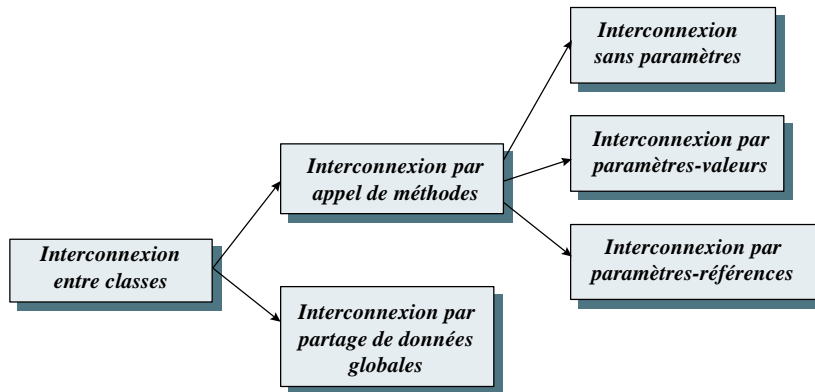 Interconnexion
sans paramètres
Interconnexion par
appel de méthodes
Interconnexion par
paramètres-valeurs
Interconnexion par
paramètres-références
Interconnexion
entre classes
Interconnexion par
partage de données
globales